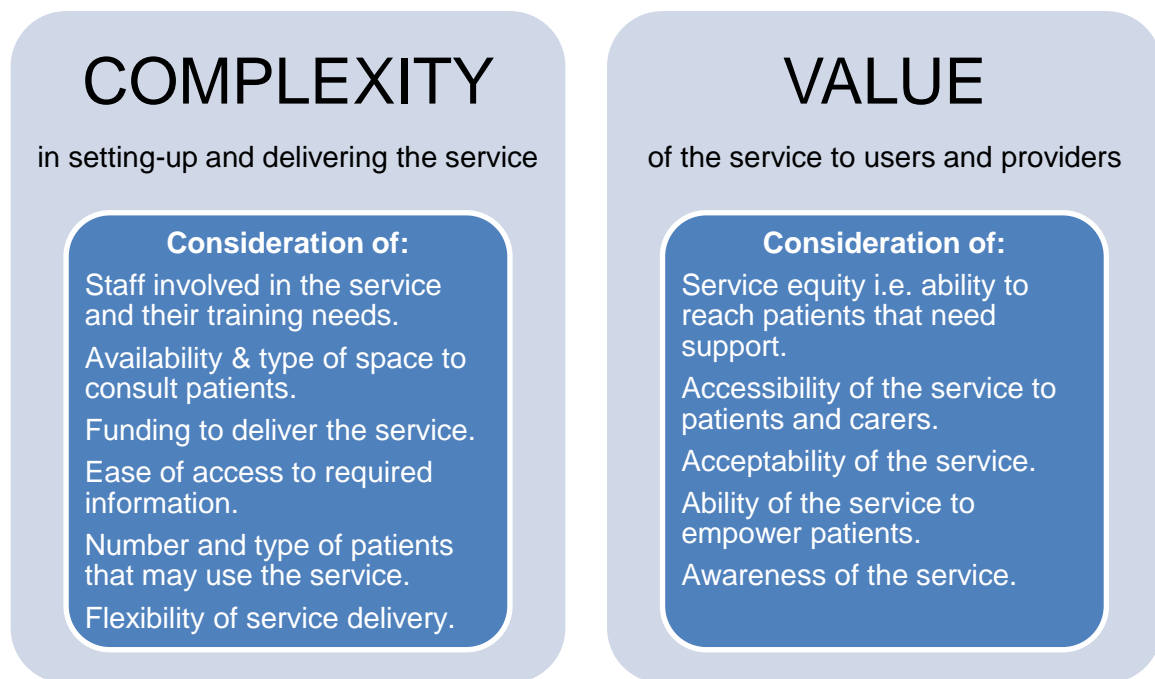 COMPLEXITY
in setting-up and delivering the service
Consideration of:
Staff involved in the service
and their training needs.
Availability & type of space to
consult patients.
Funding to deliver the service.
Ease of access to required
information.
Number and type of patients
that may use the service.
Flexibility of service delivery.
VALUE
of the service to users and providers
Consideration of:
Service equity i.e. ability to
reach patients that need
support.
Accessibility of the service to
patients and carers.
Acceptability of the service.
Ability of the service to
empower patients.
Awareness of the service.